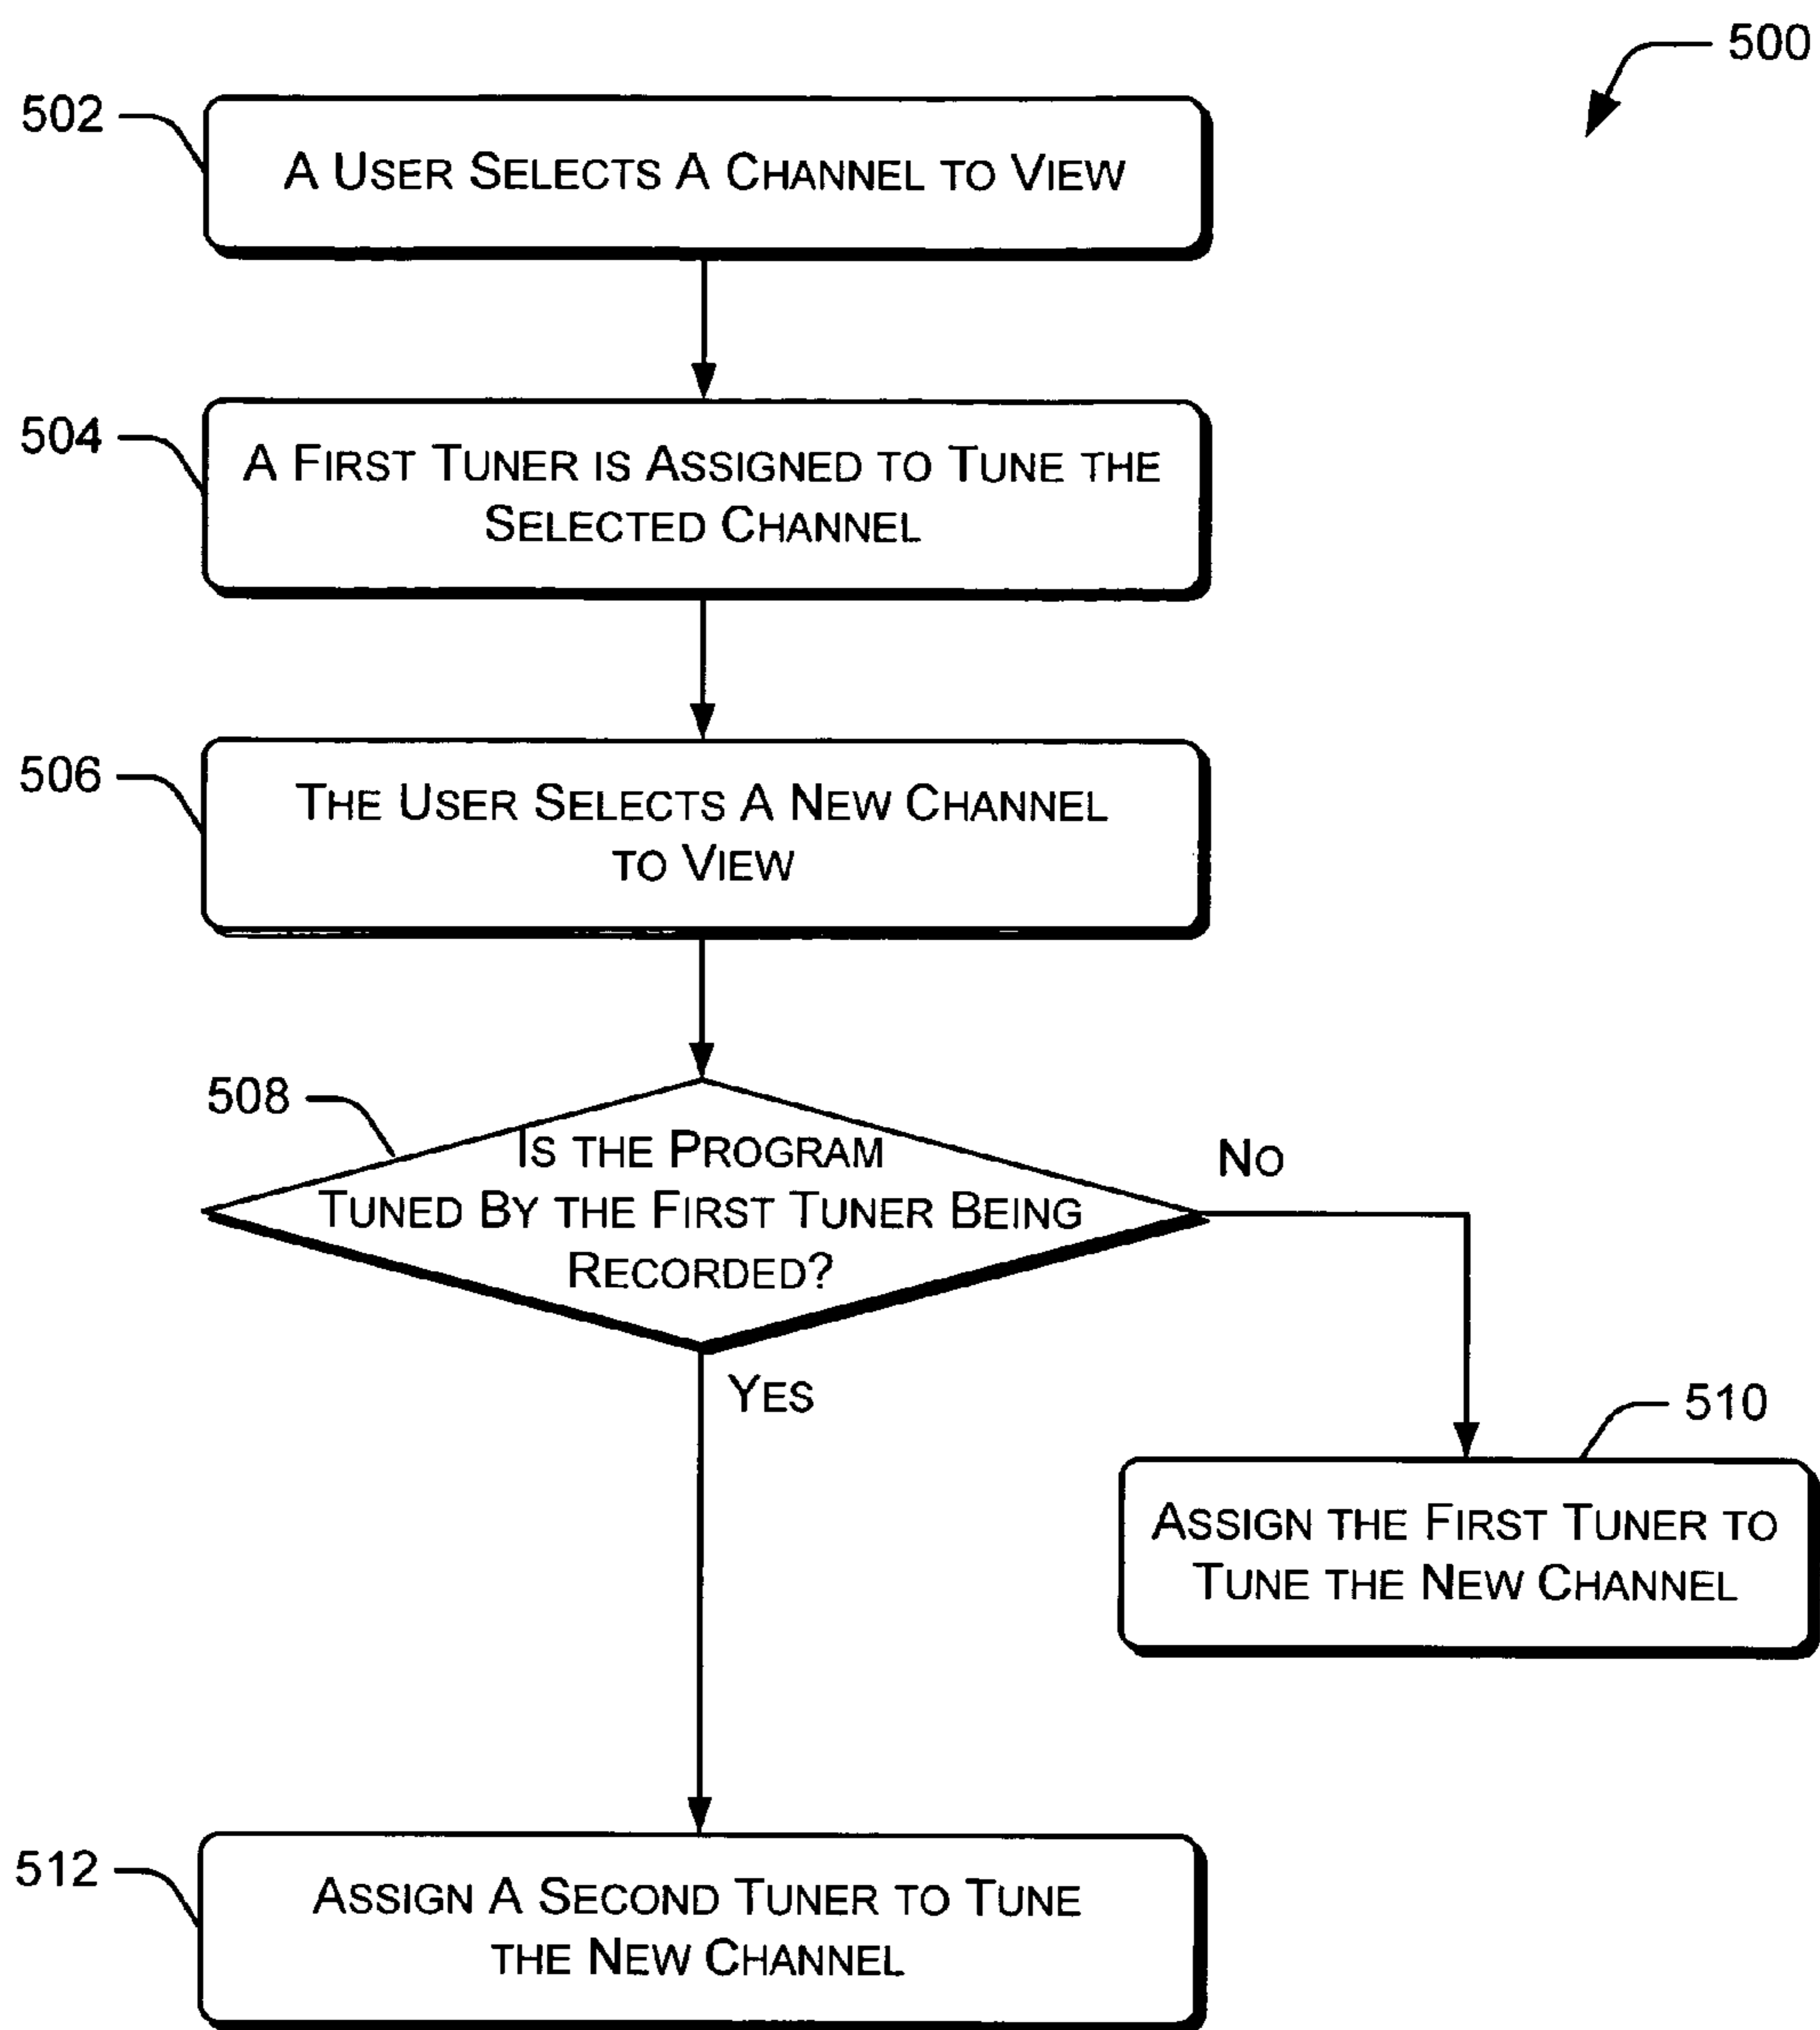 500
502
A USER SELECTS A CHANNEL TO VIEW
504
A FIRST TUNER IS ASSIGNED TO TUNE THE
SELECTED CHANNEL
506
THE USER SELECTS A NEW CHANNEL
TO VIEW
508
IS THE PROGRAM
TUNED BY THE FIRST TUNER BEING
RECORDED?
NO
YES
510
ASSIGN THE FIRST TUNER TO
TUNE THE NEW CHANNEL
512
ASSIGN A SECOND TUNER TO TUNE
THE NEW CHANNEL